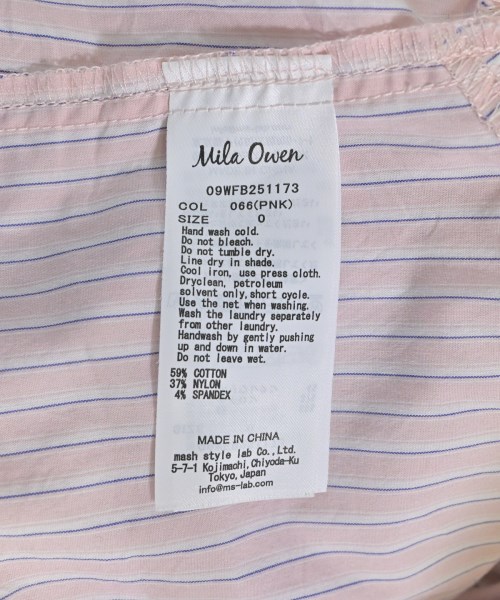 Mila Owen
09WFB251173
COL 066(PNK)
SIZE 0
Hand wash cold.
Do not bleach.
Do not tumble dry.
Line dry in shade.
Cool iron, use press cloth.
Dryclean, petroleum
solvent only, short cycle.
Use the net when washing.
Wash the laundry separately
from other laundry.
Handwash by gently pushing
up and down in water.
Do not leave wet.
59% COTTON
37% NYLON
4% SPANDEX
MADE IN CHINA
mash style lab Co., Ltd.
5-7-1 Kojimachi, Chiyoda-Ku
Tokyo, Japan
info@ms-lab.com